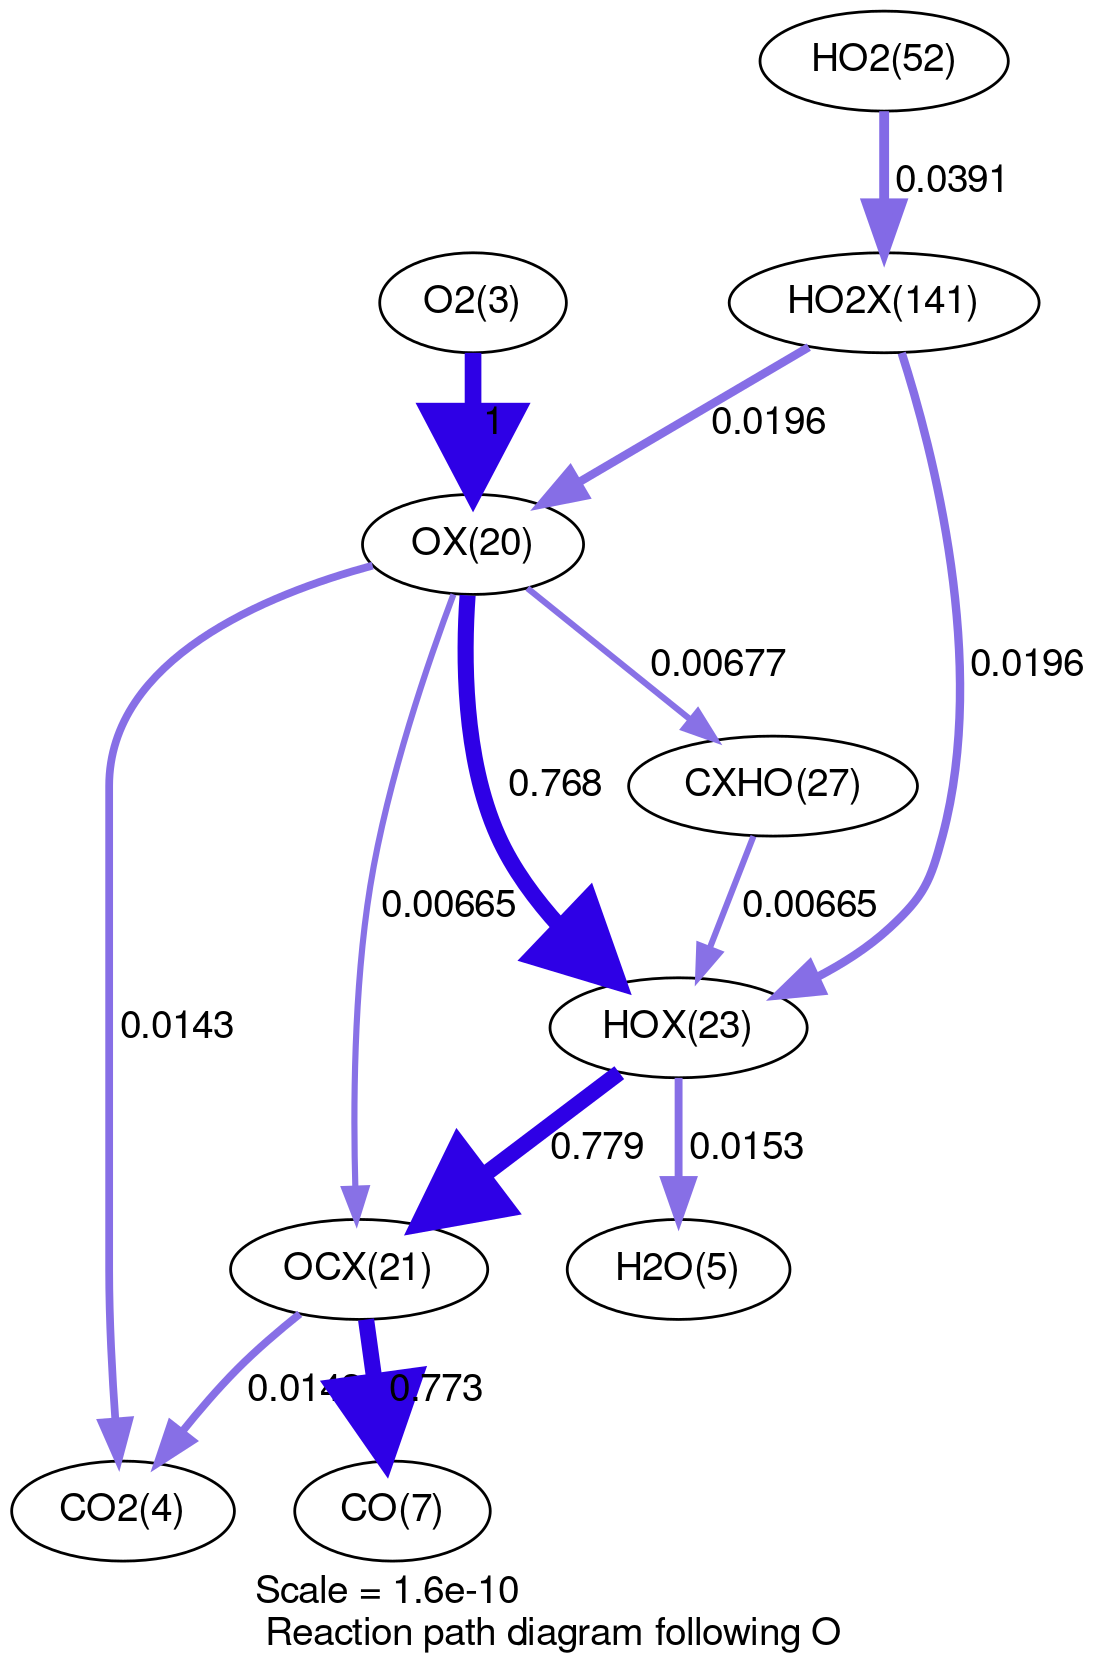 HO2(52)
0.0391
O2(3)
HO2X(141)
1
0.0196
OX(20)
0.00677
0.0196
0.768
CXHO(27)
0.00665
0.00665
0.0143
HOX(23)
0.779
0.0153
OCX(21)
H2O(5)
0.773
CO2(4)
CO(7)
Scale = 1.6e-10
Reaction path diagram following O